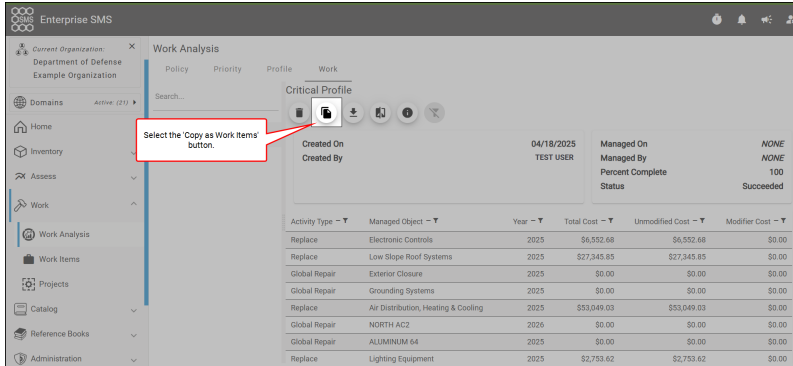 SMS Enterprise SMS
Current Organization: ×
Department of Defense
Example Organization
Domains Active: (21)
Home
Inventory
Assess
Work
Work Analysis
Work Items
Projects
Catalog
Reference Books
Administration
Work Analysis
Policy Priority Profile Work
Search...
Critical Profile
Select the 'Copy as Work Items'
button.
Created On 04/18/2025
Created By TEST USER
Managed On NONE
Managed By NONE
Percent Complete 100
Status Succeeded
Activity Type Managed Object Year Total Cost Unmodified Cost Modifier Cost
Replace Electronic Controls 2025 $6,552.68 $6,552.68 $0.00
Replace Low Slope Roof Systems 2025 $27,345.85 $27,345.85 $0.00
Global Repair Exterior Closure 2025 $0.00 $0.00 $0.00
Global Repair Grounding Systems 2025 $0.00 $0.00 $0.00
Replace Air Distribution, Heating & Cooling 2025 $53,049.03 $53,049.03 $0.00
Global Repair NORTH AC2 2026 $0.00 $0.00 $0.00
Global Repair ALUMINUM 64 2025 $0.00 $0.00 $0.00
Replace Lighting Equipment 2025 $2,753.62 $2,753.62 $0.00